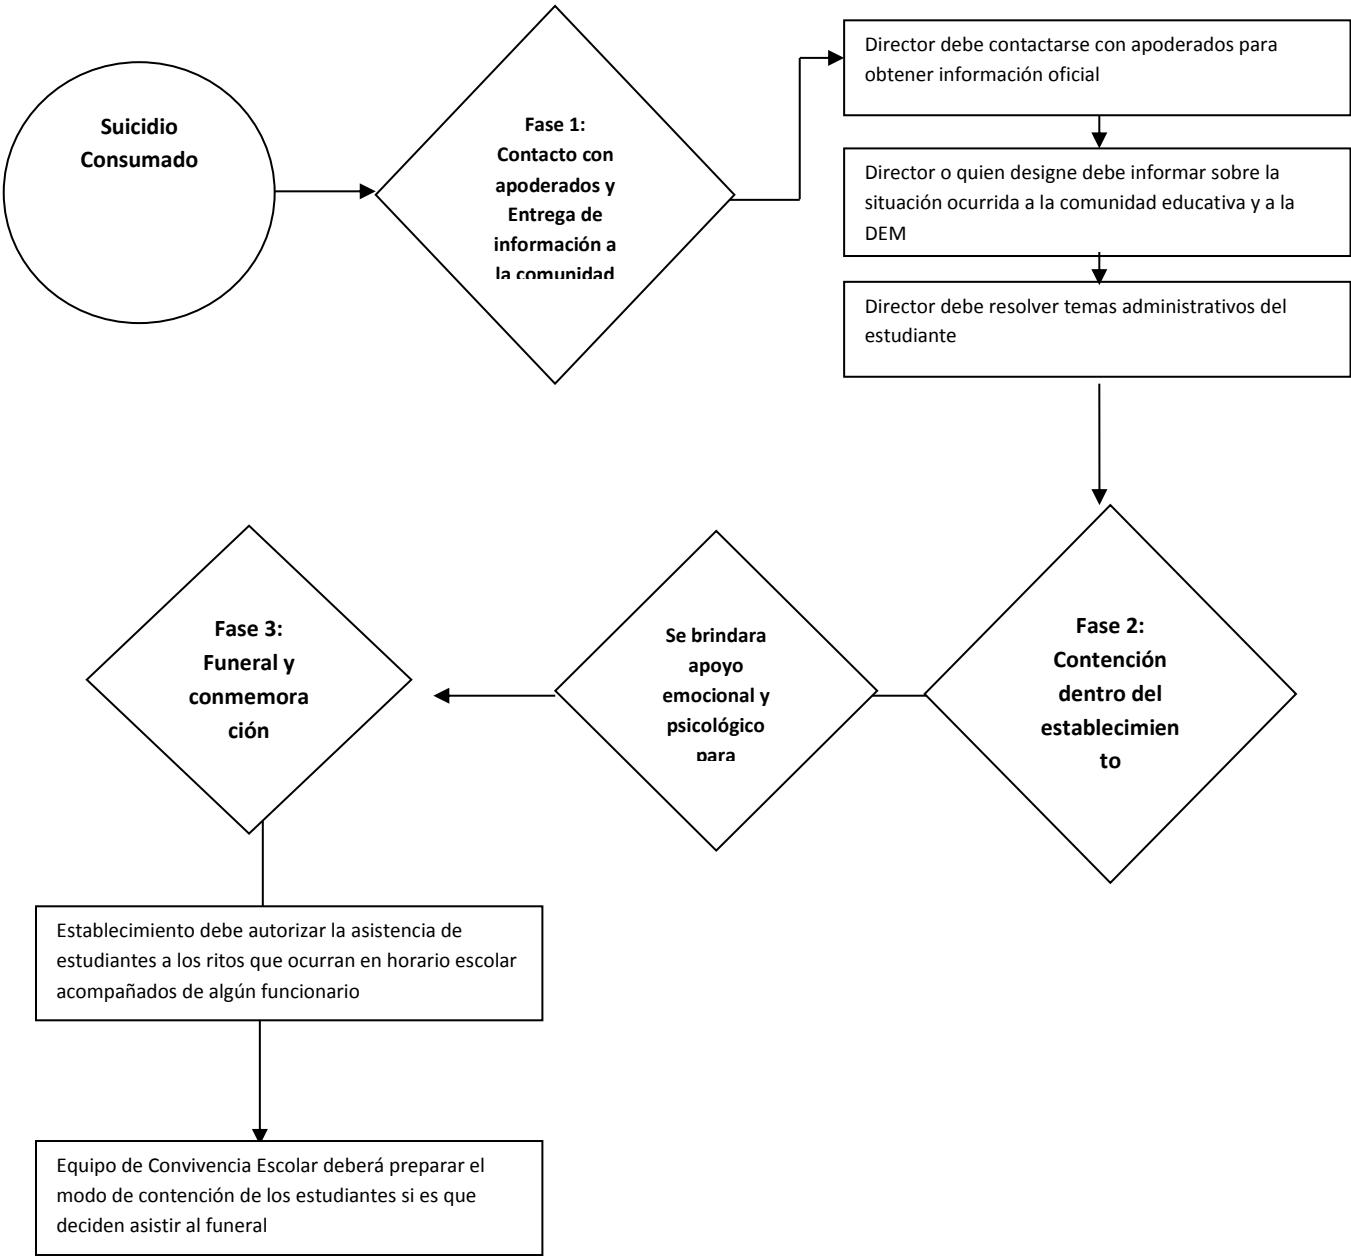 Suicidio
Consumado
Fase 1:
Contacto con
apoderados y
Entrega de
información a
la comunidad
Director debe contactarse con apoderados para
obtener información oficial
Director o quien designe debe informar sobre la
situación ocurrida a la comunidad educativa y a la
DEM
Director debe resolver temas administrativos del
estudiante
Fase 2:
Contención
dentro del
establecimien
to
Se brindara
apoyo
emocional y
psicológico
para
Fase 3:
Funeral y
conmemora
ción
Establecimiento debe autorizar la asistencia de
estudiantes a los ritos que ocurran en horario escolar
acompañados de algún funcionario
Equipo de Convivencia Escolar deberá preparar el
modo de contención de los estudiantes si es que
deciden asistir al funeral